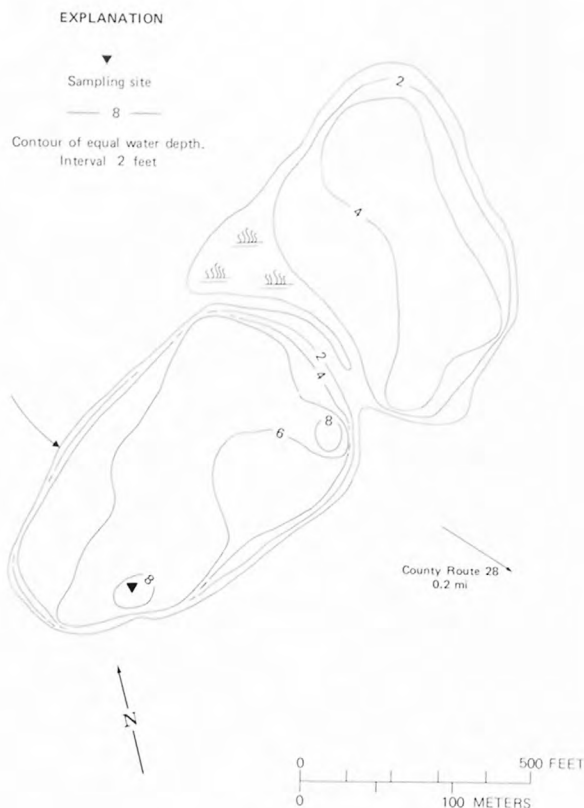 EXPLANATION
Sampling site
8
Contour of equal water depth.
Interval 2 feet
2
4
2
4
8
6
8
County Route 28
0.2 mi
N
0 500 FEET
0 100 METERS